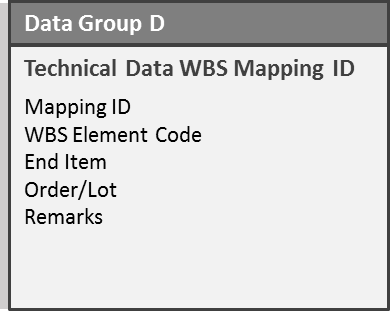 Data Group D
Technical Data WBS Mapping ID
Mapping ID
WBS Element Code
End Item
Order/Lot
Remarks